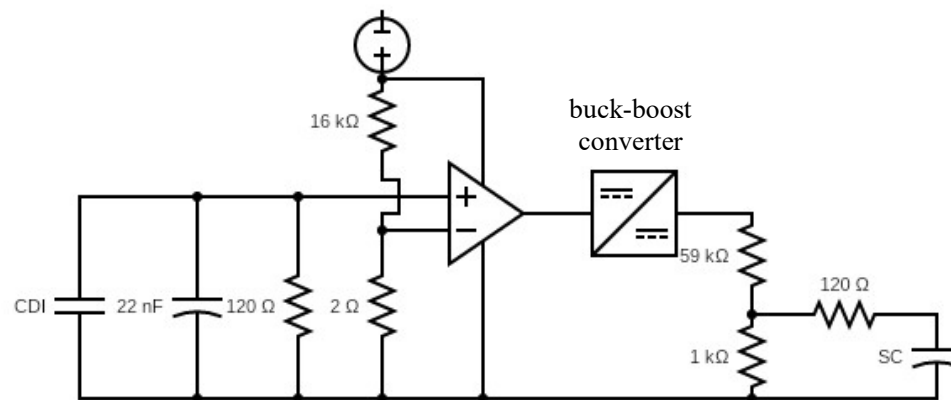 buck-boost
converter
16 kΩ
59 kΩ
120 Ω
CDI
22 nF
120 Ω
2 Ω
1 kΩ
SC